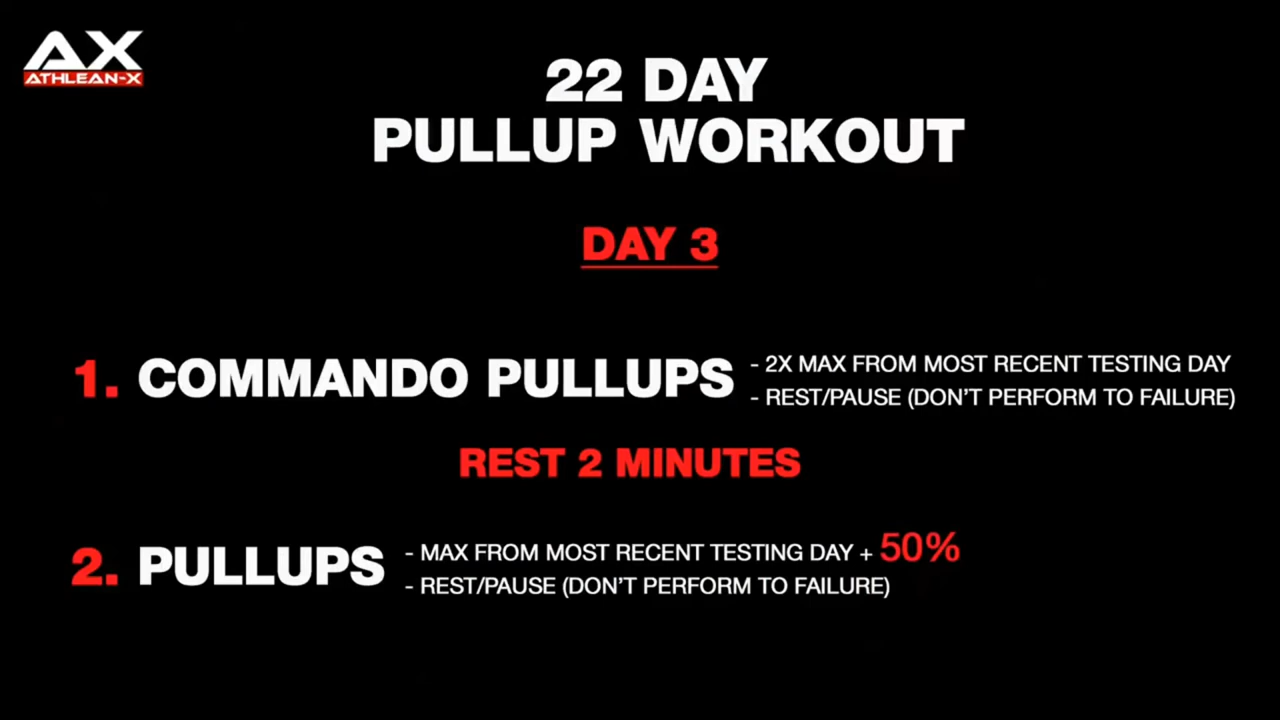 AX
ATHLEAN-X
22 DAY
PULLUP WORKOUT
DAY 3
1. COMMANDO PULLUPS
- 2X MAX FROM MOST RECENT TESTING DAY
- REST/PAUSE (DON'T PERFORM TO FAILURE)
REST 2 MINUTES
2. PULLUPS
- MAX FROM MOST RECENT TESTING DAY + 50%
- REST/PAUSE (DON'T PERFORM TO FAILURE)